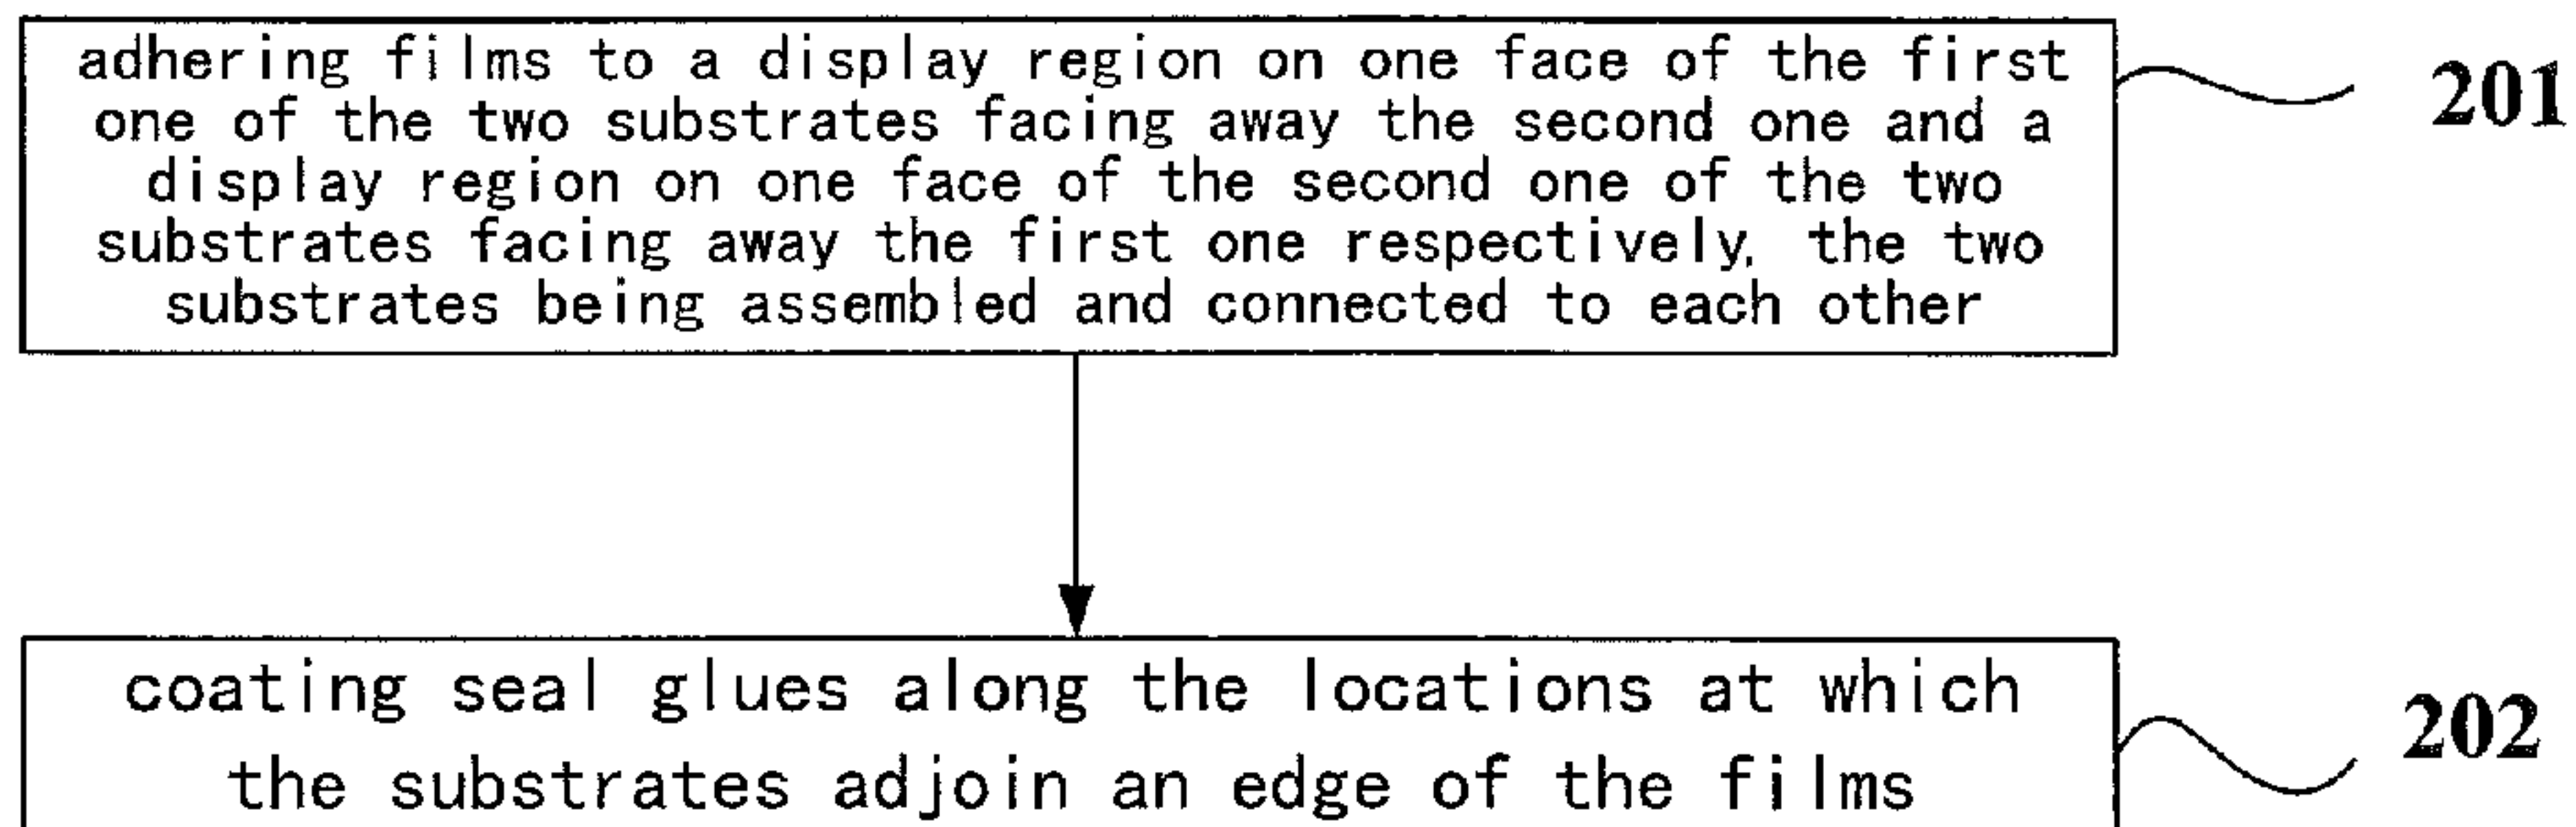 adhering films to a display region on one face of the first
one of the two substrates facing away the second one and a
display region on one face of the second one of the two
substrates facing away the first one respectively, the two
substrates being assembled and connected to each other
201
coating seal glues along the locations at which
the substrates adjoin an edge of the films
202